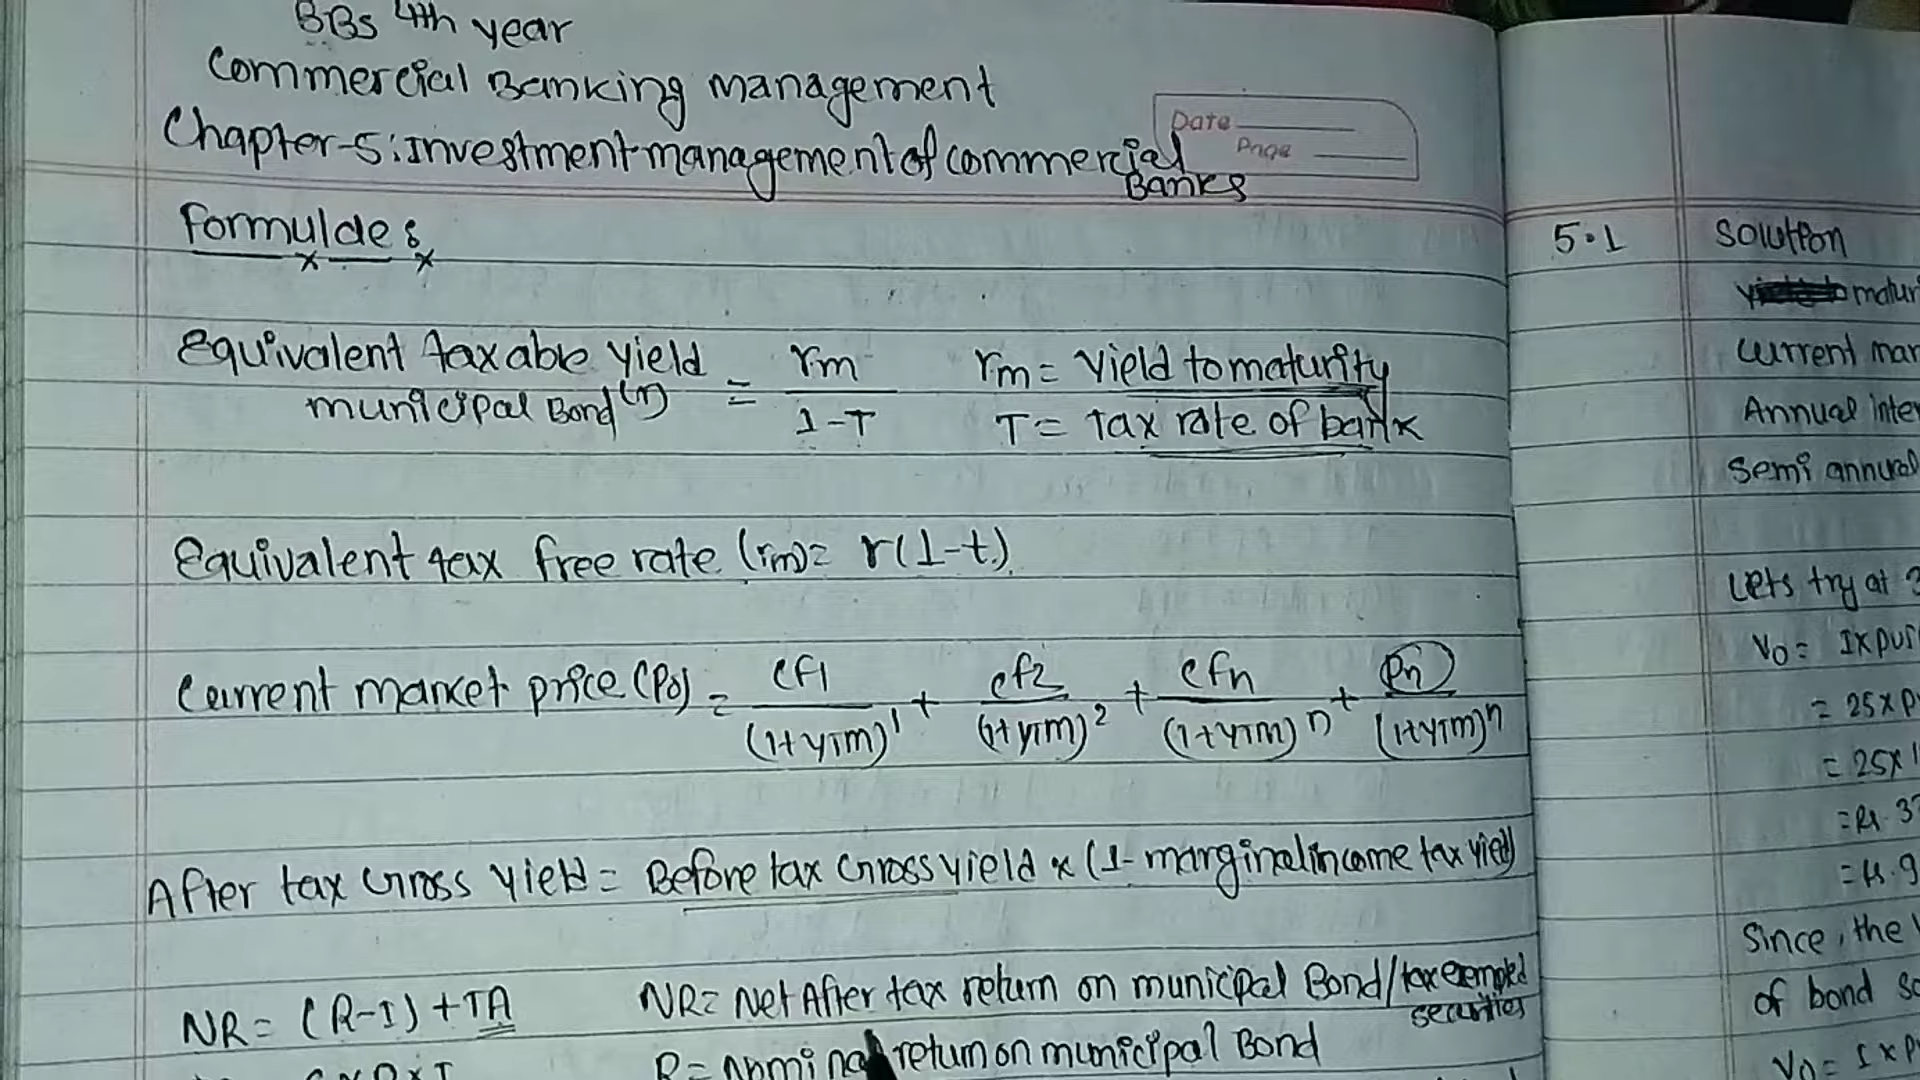 BBS 4th year
Commercial Banking management
Chapter-5: Investment management of commercial
Banks
Date
Page
Formulae
Equivalent taxable yield = rm / 1-T
municipal Bond (r)
rm = yield to maturity
T = Tax rate of bank
Equivalent tax free rate (rm) = r(1-t)
Current market price (P0) = CF1/(1+YTM)^1 + CF2/(1+YTM)^2 + CFn/(1+YTM)^n + Pn/(1+YTM)^n
After tax Gross yield = Before tax Gross yield x (1- marginal income tax yield)
NR = (R-I) + TA
NR = Net After tax return on municipal Bond/tax exempted
securities
R = Nominal return on municipal Bond
5.1 Solution
matur
Current mar
Annual inter
Semi annual
Lets try at 3
V0 = I x
= 25 x
= 25 x 1
= Rs. 37
= Rs. 9
Since, the
of bond
V0 = I x P